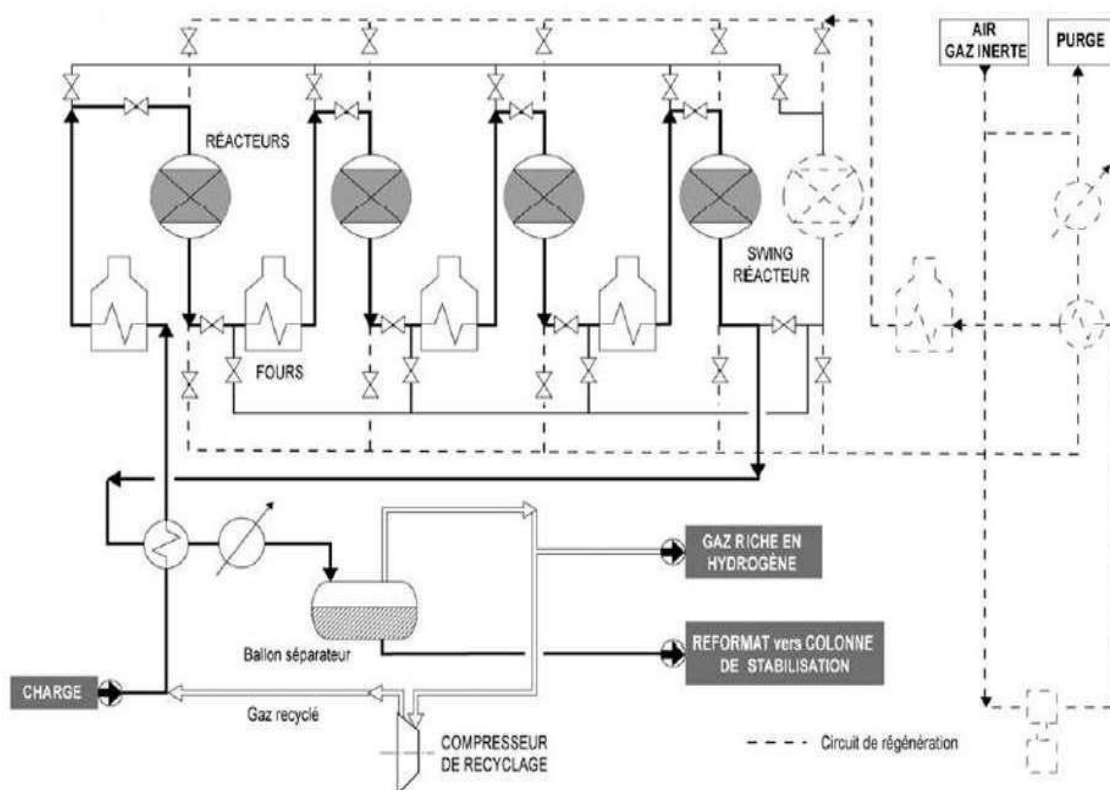 AIR
GAZ INERTE
PURGE
RÉACTEURS
SWING
RÉACTEUR
FOURS
GAZ RICHE EN
HYDROGÈNE
Ballon séparateur
REFORMAT vers COLONNE
DE STABILISATION
CHARGE
Gaz recyclé
COMPRESSEUR
DE RECYCLAGE
Circuit de régénération